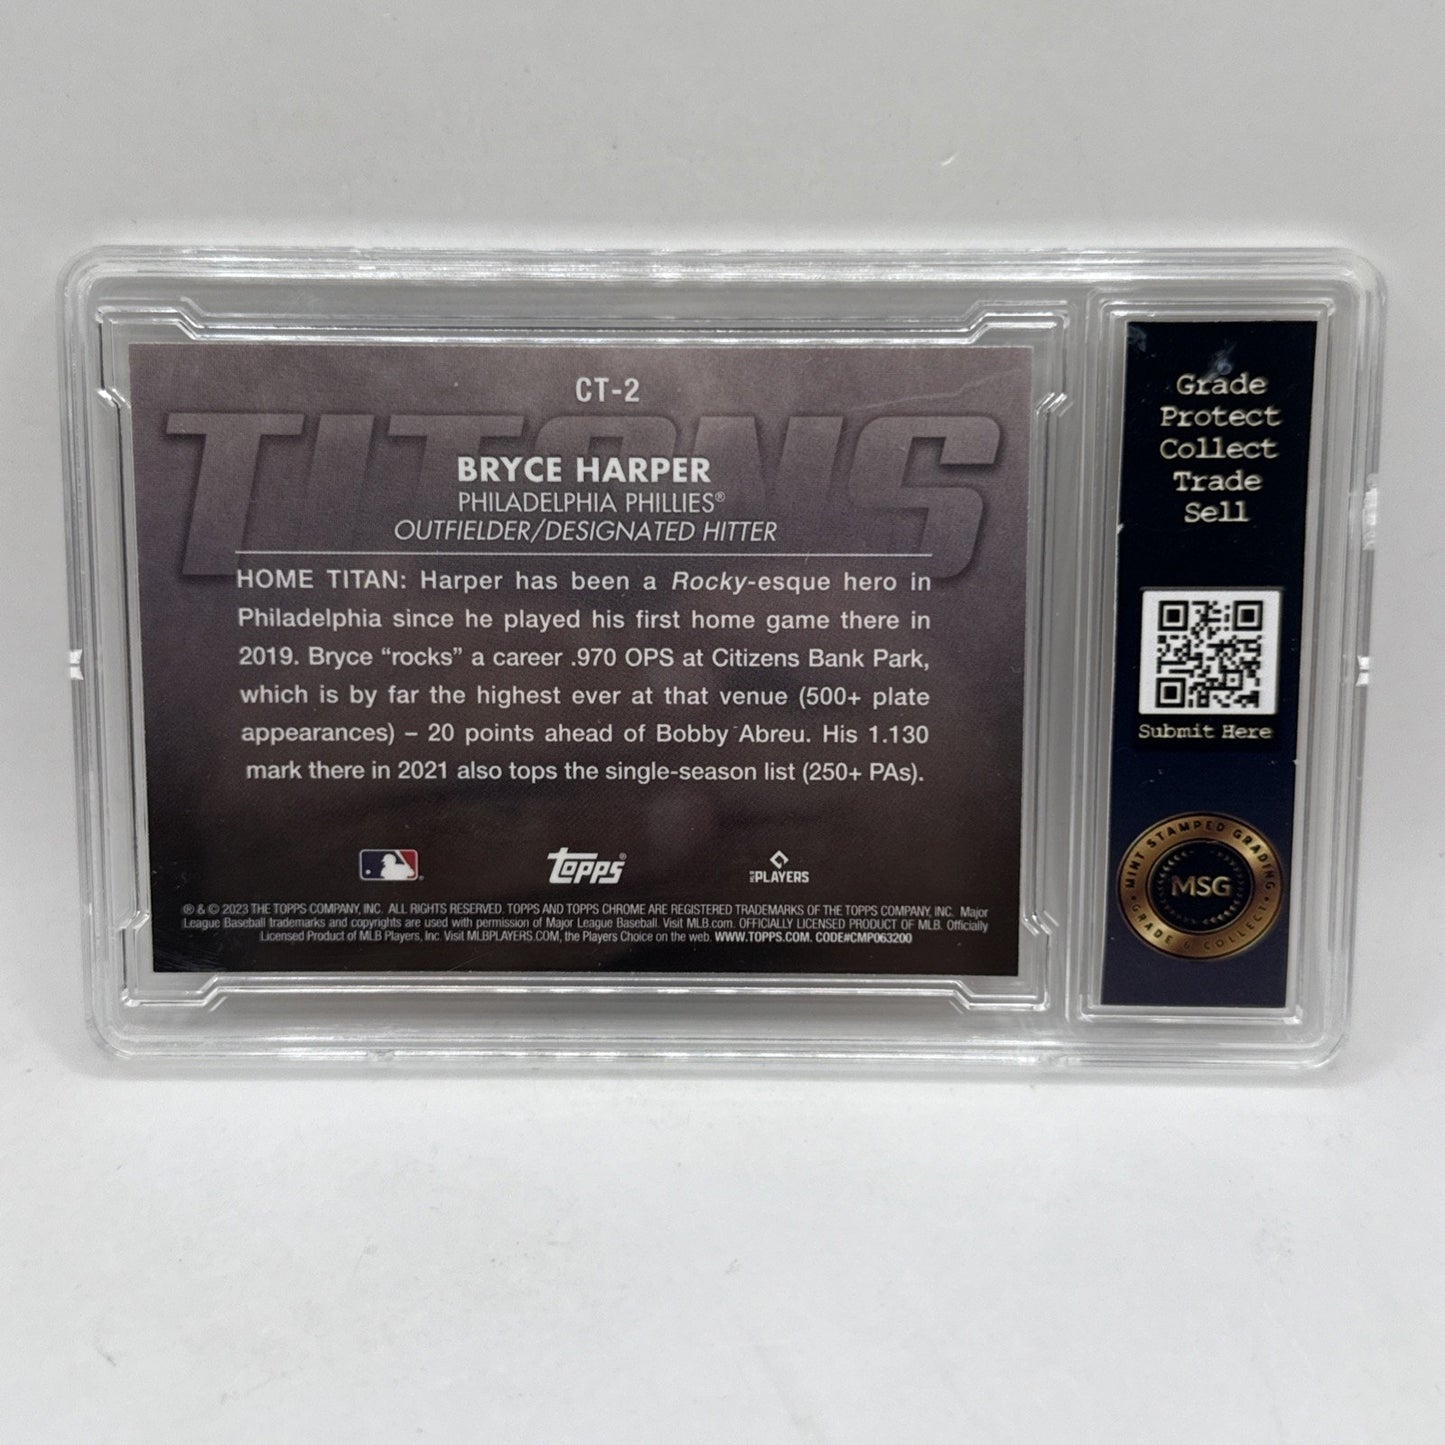 CT-2
TITANS
BRYCE HARPER
PHILADELPHIA PHILLIES®
OUTFIELDER/DESIGNATED HITTER
HOME TITAN: Harper has been a Rocky-esque hero in
Philadelphia since he played his first home game there in
2019. Bryce “rocks” a career .970 OPS at Citizens Bank Park,
which is by far the highest ever at that venue (500+ plate
appearances) – 20 points ahead of Bobby Abreu. His 1.130
mark there in 2021 also tops the single-season list (250+ PAs).
topps®
MLB PLAYERS
® & © 2023 THE TOPPS COMPANY, INC. ALL RIGHTS RESERVED. TOPPS AND TOPPS CHROME ARE REGISTERED TRADEMARKS OF THE TOPPS COMPANY, INC. Major
League Baseball trademarks and copyrights are used with permission of Major League Baseball. Visit MLB.com. OFFICIALLY LICENSED PRODUCT OF MLB. Officially
Licensed Product of MLB Players, Inc. Visit MLBPLAYERS.COM, the Players Choice on the web. WWW.TOPPS.COM. CODE#CMP063200
Grade
Protect
Collect
Trade
Sell
Submit Here
MINT STAMPED GRADING
MSG
GRADE & COLLECT